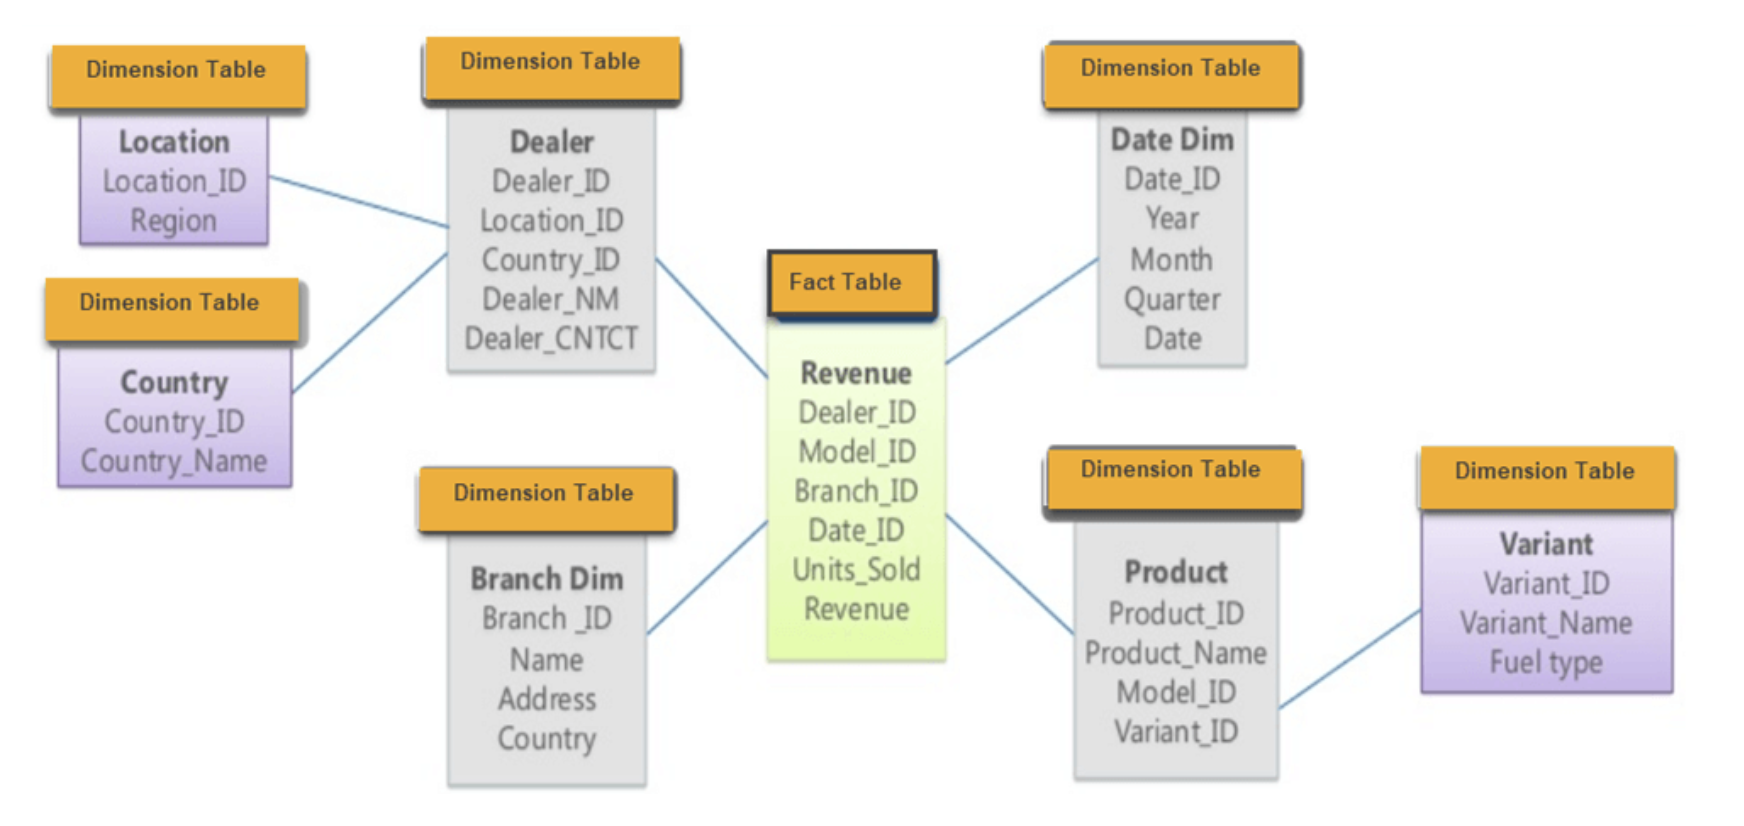 Dimension Table
Location
Location_ID
Region
Dimension Table
Country
Country_ID
Country_Name
Dimension Table
Dealer
Dealer_ID
Location_ID
Country_ID
Dealer_NM
Dealer_CNTCT
Dimension Table
Branch Dim
Branch _ID
Name
Address
Country
Fact Table
Revenue
Dealer_ID
Model_ID
Branch_ID
Date_ID
Units_Sold
Revenue
Dimension Table
Date Dim
Date_ID
Year
Month
Quarter
Date
Dimension Table
Product
Product_ID
Product_Name
Model_ID
Variant_ID
Dimension Table
Variant
Variant_ID
Variant_Name
Fuel type